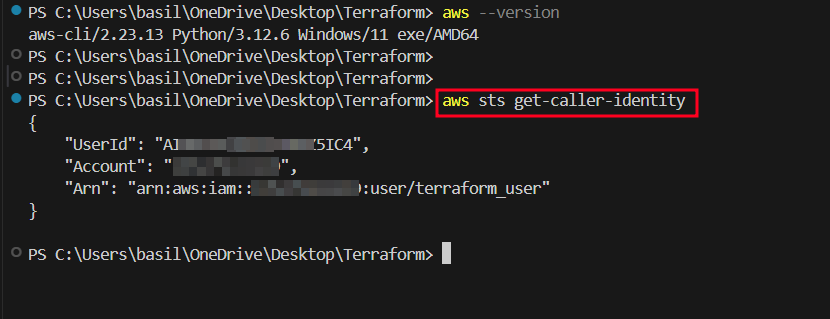 PS C:\Users\basil\OneDrive\Desktop\Terraform> aws --version
aws-cli/2.23.13 Python/3.12.6 Windows/11 exe/AMD64
PS C:\Users\basil\OneDrive\Desktop\Terraform>
PS C:\Users\basil\OneDrive\Desktop\Terraform>
PS C:\Users\basil\OneDrive\Desktop\Terraform> aws sts get-caller-identity
{
    "UserId": "AI 5IC4",
    "Account": " ",
    "Arn": "arn:aws:iam:: :user/terraform_user"
}
PS C:\Users\basil\OneDrive\Desktop\Terraform>